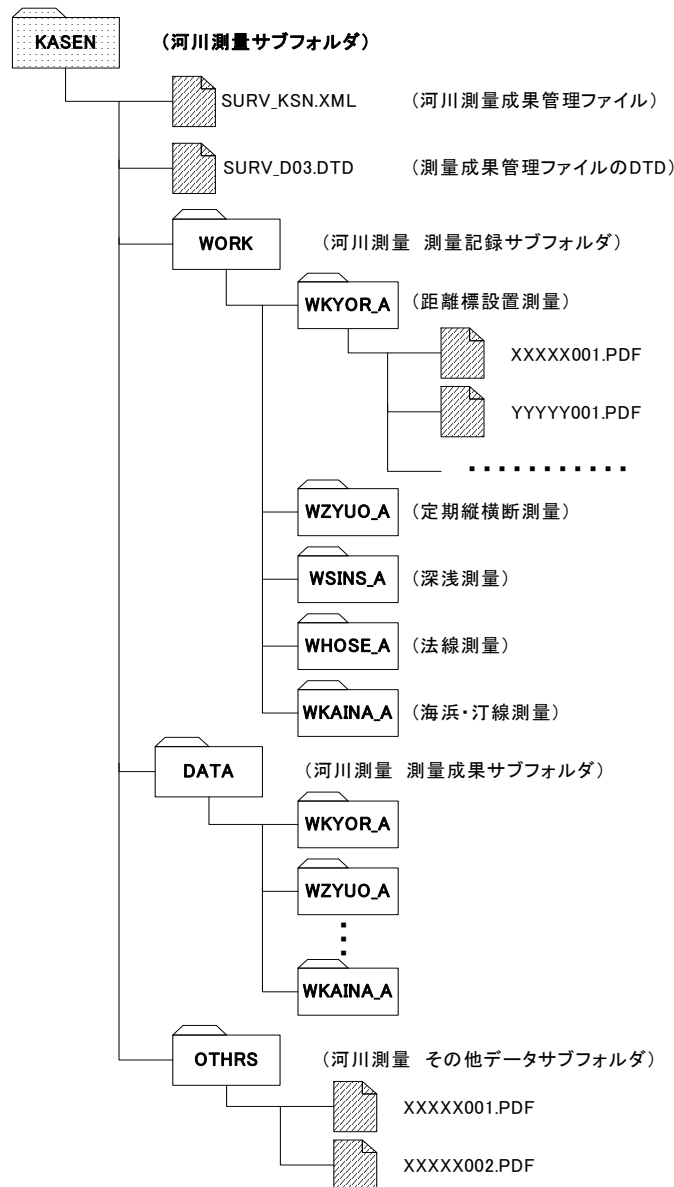 KASEN (河川測量サブフォルダ)
SURV_KSN.XML (河川測量成果管理ファイル)
SURV_D03.DTD (測量成果管理ファイルのDTD)
WORK (河川測量 測量記録サブフォルダ)
WKYOR_A (距離標設置測量)
XXXXX001.PDF
YYYYY001.PDF
・・・・・・・・・・・
WZYUO_A (定期縦横断測量)
WSINS_A (深浅測量)
WHOSE_A (法線測量)
WKAINA_A (海浜・汀線測量)
DATA (河川測量 測量成果サブフォルダ)
WKYOR_A
WZYUO_A
WKAINA_A
OTHRS (河川測量 その他データサブフォルダ)
XXXXX001.PDF
XXXXX002.PDF